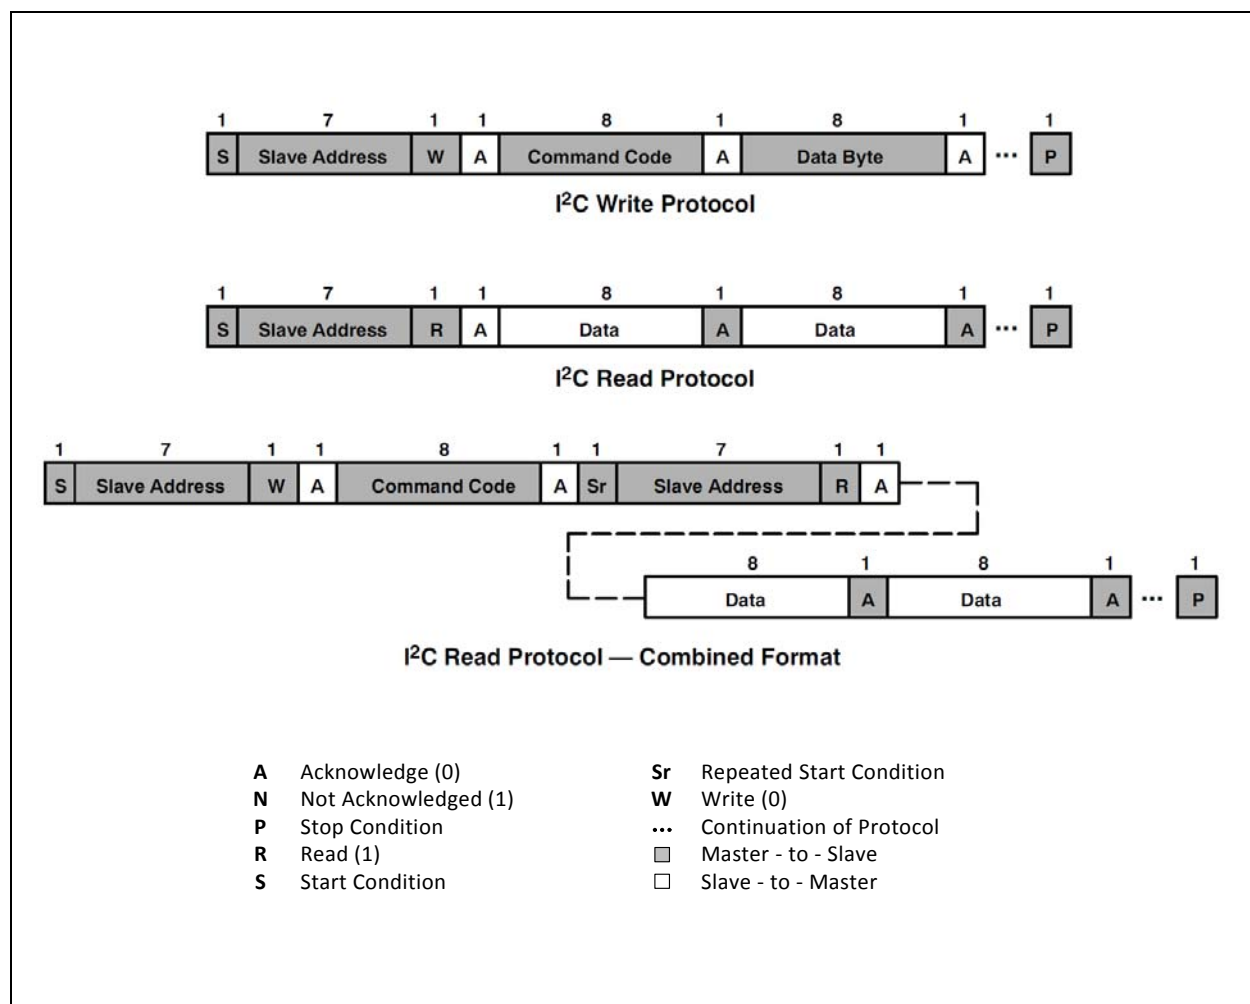 1 7 1 1 8 1 8 1 1
S Slave Address W A Command Code A Data Byte A ... P
I²C Write Protocol
1 7 1 1 8 1 8 1 1
S Slave Address R A Data A Data A ... P
I²C Read Protocol
1 7 1 1 8 1 1 7 1 1
S Slave Address W A Command Code A Sr Slave Address R A
8 1 8 1 1
Data A Data A ... P
I²C Read Protocol — Combined Format
A Acknowledge (0)
N Not Acknowledged (1)
P Stop Condition
R Read (1)
S Start Condition
Sr Repeated Start Condition
W Write (0)
... Continuation of Protocol
Master - to - Slave
Slave - to - Master